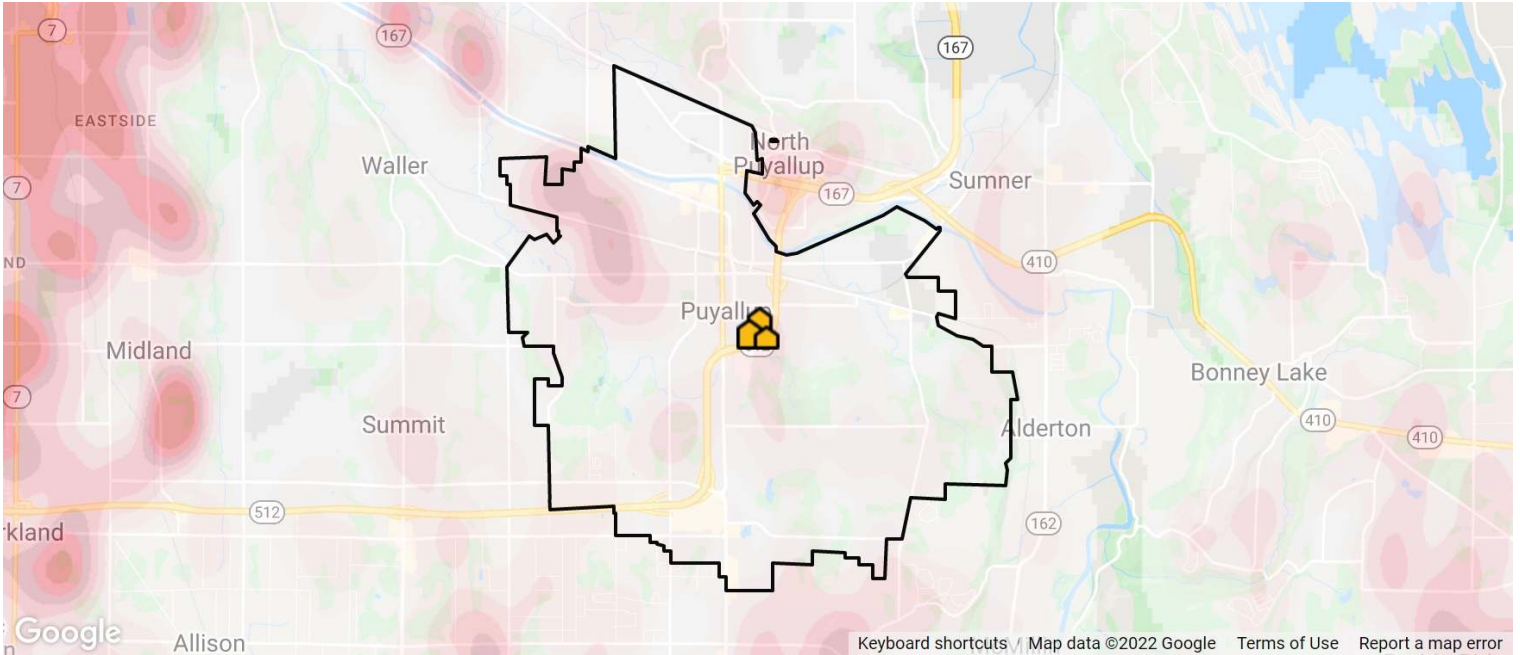 7
167
167
EASTSIDE
North
Puyallup
Waller
Sumner
7
167
ND
410
Puyallup
Midland
Bonney Lake
7
Summit
410
Alderton
410
512
162
rkland
Google
Allison
Keyboard shortcuts
Map data ©2022 Google
Terms of Use
Report a map error